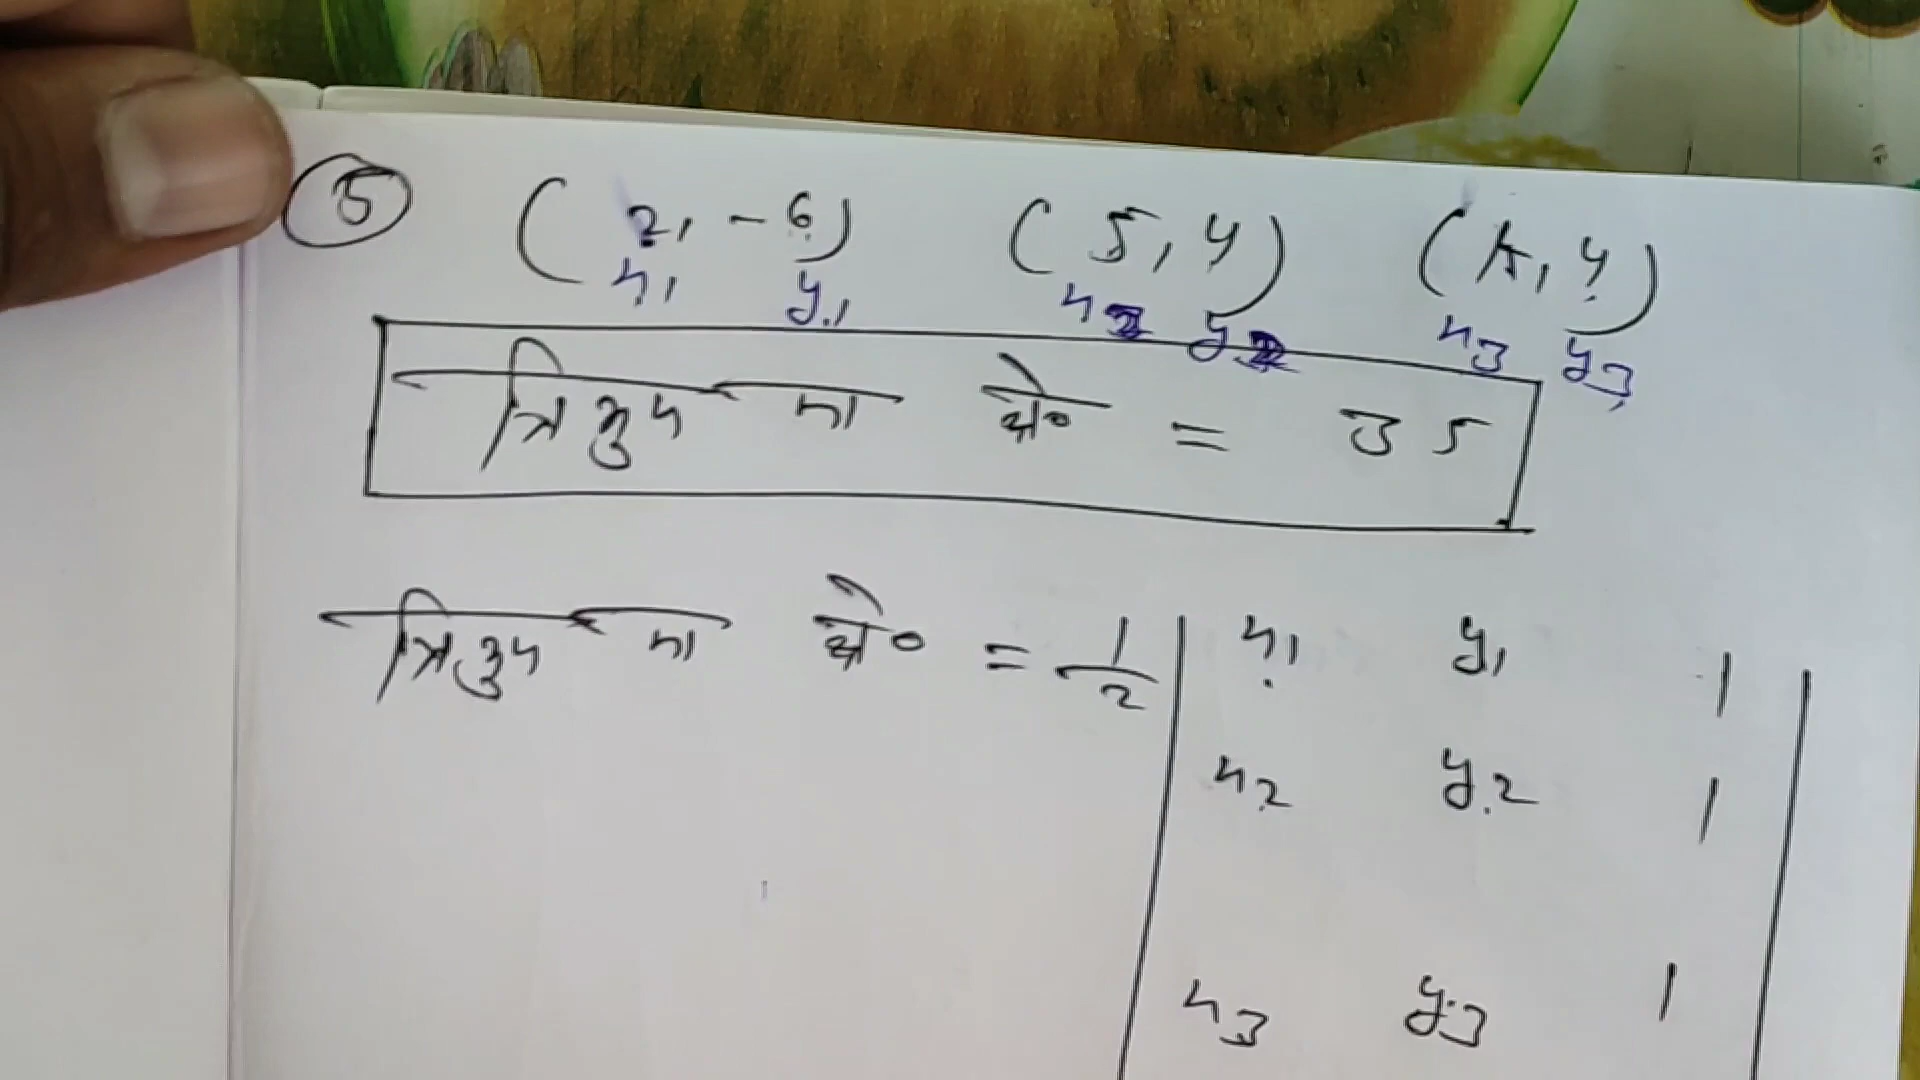 5 (2, -6) (5, 4) (k, 4)
x1 y1 x2 y2 x3 y3
त्रिभुज का क्षे० = 35
त्रिभुज का क्षे० = 1/2 | x1 y1 1 |
x2 y2 1
x3 y3 1